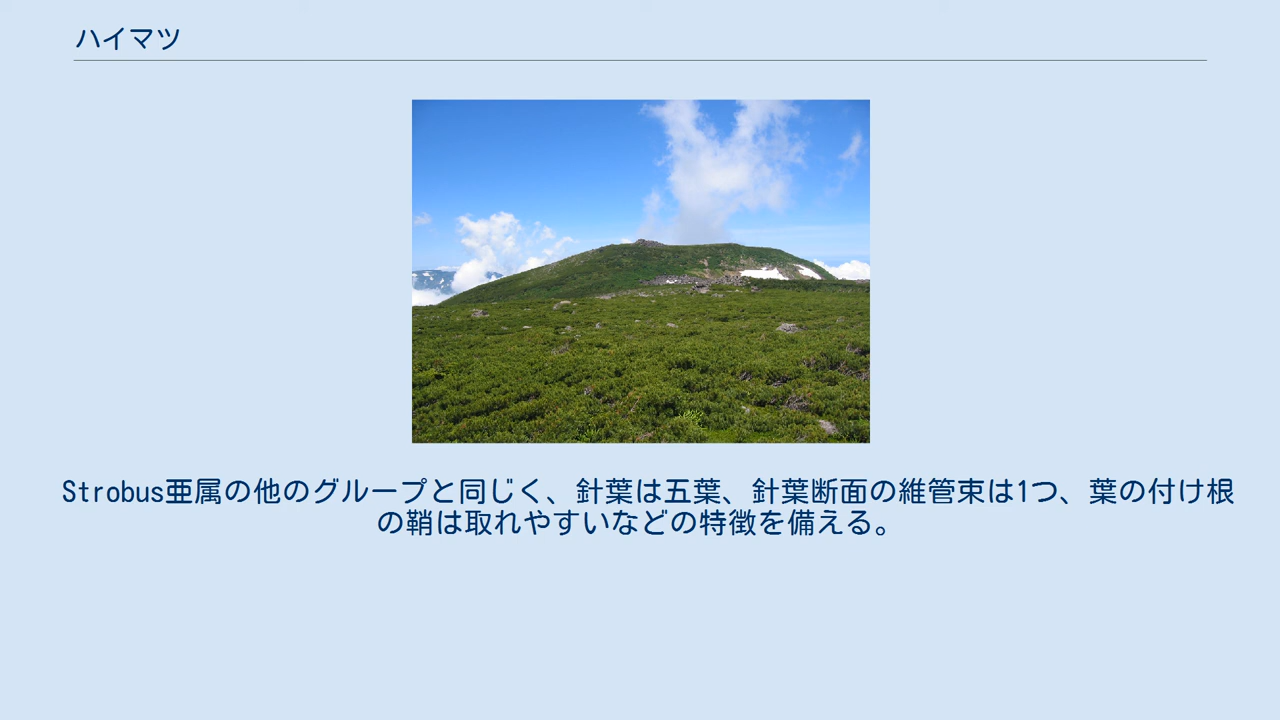 ハイマツ
Strobus亜属の他のグループと同じく、針葉は五葉、針葉断面の維管束は1つ、葉の付け根
の鞘は取れやすいなどの特徴を備える。